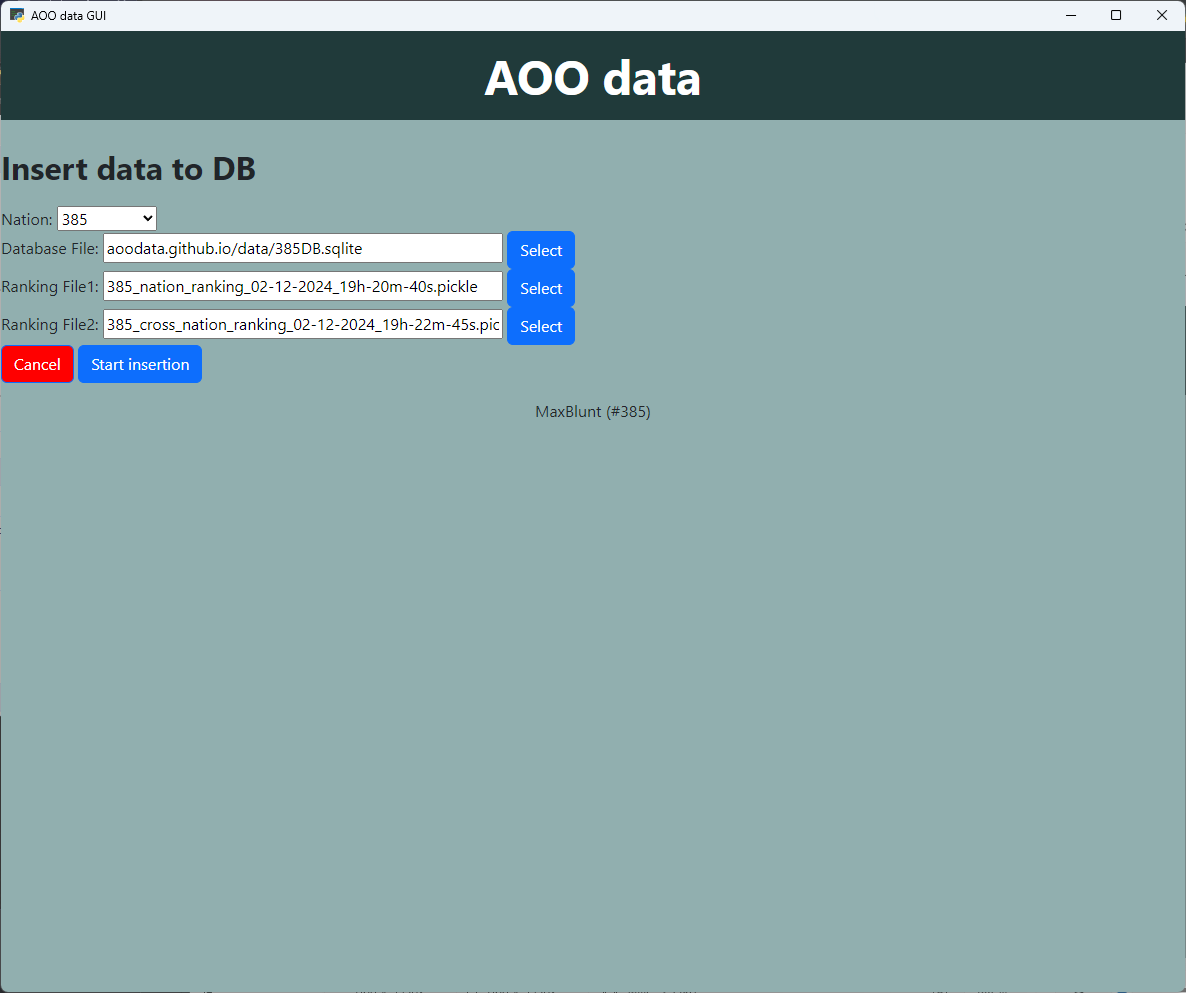 AOO data GUI
AOO data
Insert data to DB
Nation: 385
Database File: aoodata.github.io/data/385DB.sqlite Select
Ranking File1: 385_nation_ranking_02-12-2024_19h-20m-40s.pickle Select
Ranking File2: 385_cross_nation_ranking_02-12-2024_19h-22m-45s.pic Select
Cancel Start insertion
MaxBlunt (#385)